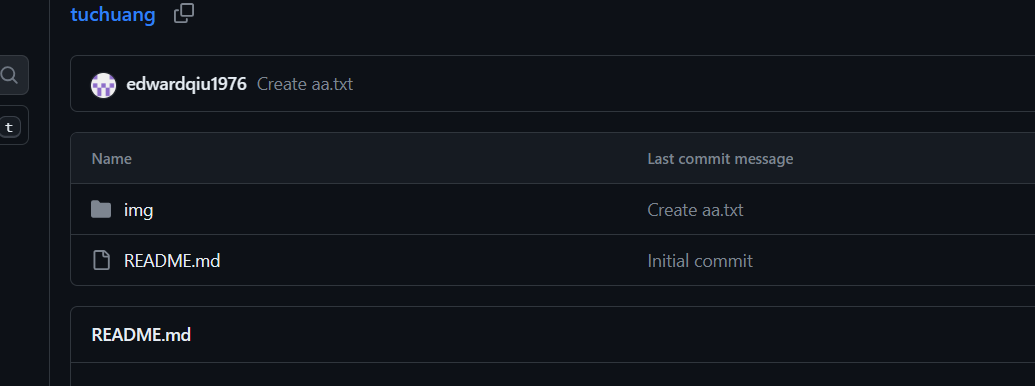 tuchuang
edwardqiu1976 Create aa.txt
t
Name Last commit message
img Create aa.txt
README.md Initial commit
README.md